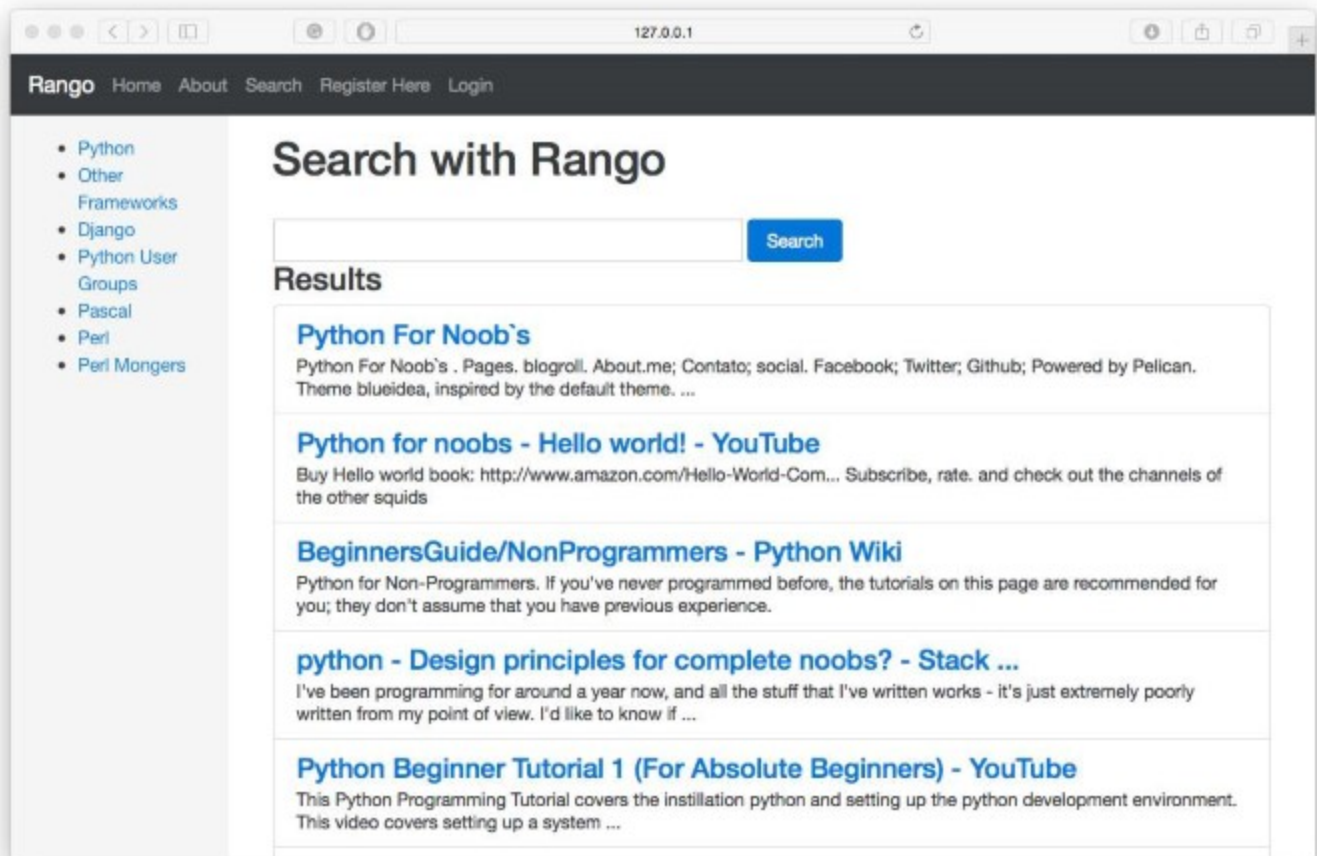 127.0.0.1
Rango Home About Search Register Here Login
Python
Other
Frameworks
Django
Python User
Groups
Pascal
Perl
Perl Mongers
Search with Rango
Search
Results
Python For Noob`s
Python For Noob`s . Pages. blogroll. About.me; Contato; social. Facebook; Twitter; Github; Powered by Pelican.
Theme blueidea, inspired by the default theme. ...
Python for noobs - Hello world! - YouTube
Buy Hello world book: http://www.amazon.com/Hello-World-Com... Subscribe, rate. and check out the channels of
the other squids
BeginnersGuide/NonProgrammers - Python Wiki
Python for Non-Programmers. If you've never programmed before, the tutorials on this page are recommended for
you; they don't assume that you have previous experience.
python - Design principles for complete noobs? - Stack ...
I've been programming for around a year now, and all the stuff that I've written works - it's just extremely poorly
written from my point of view. I'd like to know if ...
Python Beginner Tutorial 1 (For Absolute Beginners) - YouTube
This Python Programming Tutorial covers the instillation python and setting up the python development environment.
This video covers setting up a system ...